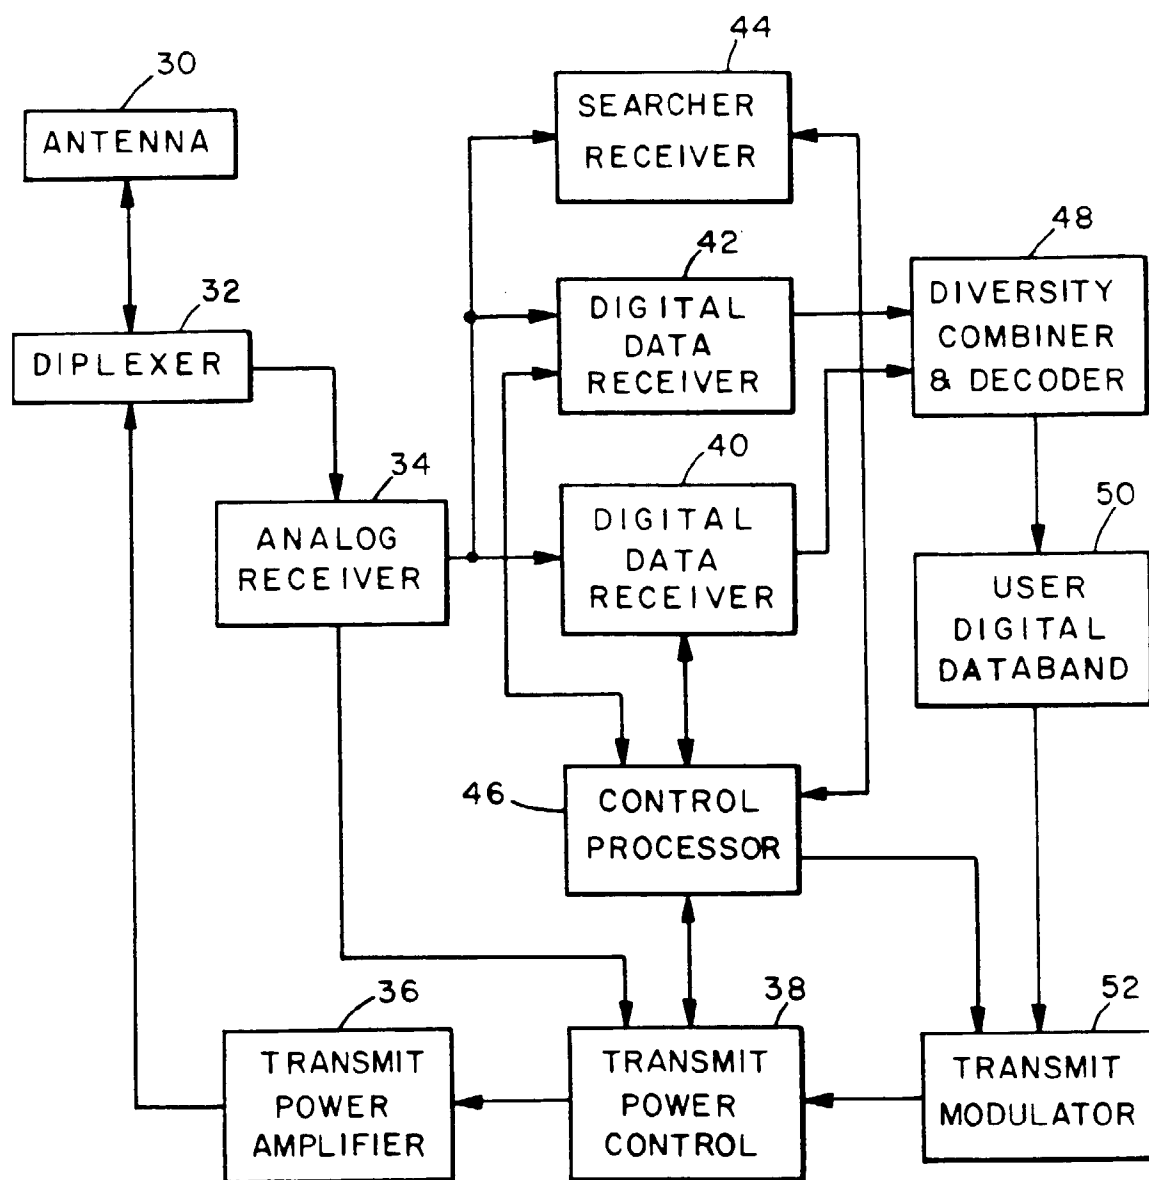 30
ANTENNA
32
DIPLEXER
34
ANALOG
RECEIVER
44
SEARCHER
RECEIVER
42
DIGITAL
DATA
RECEIVER
40
DIGITAL
DATA
RECEIVER
48
DIVERSITY
COMBINER
& DECODER
50
USER
DIGITAL
DATABAND
46
CONTROL
PROCESSOR
36
TRANSMIT
POWER
AMPLIFIER
38
TRANSMIT
POWER
CONTROL
52
TRANSMIT
MODULATOR